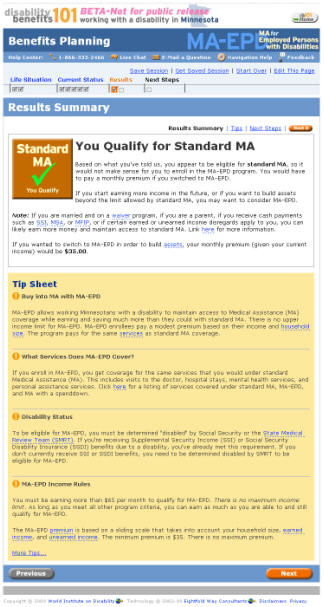 disability benefits 101 BETA-Not for public release
working with a disability in Minnesota
Benefits Planning
MA-EPD MA for Employed Persons with Disabilities
Help Center: 1-866-333-2466 Live Chat E-Mail a Question Navigation Help Feedback
Save Session | Get Saved Session | Start Over | Edit This Page
Life Situation Current Status Results Next Steps
Results Summary
Results Summary | Tips | Next Steps |
Standard MA
You Qualify
You Qualify for Standard MA
Based on what you've told us, you appear to be eligible for standard MA, so it
would not make sense for you to enroll in the MA-EPD program. You would have
to pay a monthly premium if you switched to MA-EPD.
If you start earning more income in the future, or if you want to build assets
beyond the limit allowed by standard MA, you may want to consider MA-EPD.
Note: If you are married and on a waiver program, if you are a parent, if you receive cash payments
such as SSI, MSA, or MFIP, or if certain earned or unearned income disregards apply to you, you can
likely earn more money and maintain access to standard MA. Link here for more information.
If you wanted to switch to MA-EPD in order to build assets, your monthly premium (given your current
income) would be $35.00.
Tip Sheet
Buy into MA with MA-EPD
MA-EPD allows working Minnesotans with a disability to maintain access to Medical Assistance (MA)
coverage while earning and saving much more than they could with standard MA. There is no upper
income limit for MA-EPD. MA-EPD enrollees pay a modest premium based on their income and household
size. The program pays for the same services as standard MA coverage.
What Services Does MA-EPD Cover?
If you enroll in MA-EPD, you get coverage for the same services that you would under standard
Medical Assistance (MA). This includes visits to the doctor, hospital stays, mental health services, and
personal assistance services. Click here for a listing of services covered under standard MA, MA-EPD,
and MA with a spenddown.
Disability Status
To be eligible for MA-EPD, you must be determined "disabled" by Social Security or the State Medical
Review Team (SMRT). If you're receiving Supplemental Security Income (SSI) or Social Security
Disability Insurance (SSDI) benefits due to a disability, you've already met this requirement. If you
don't currently receive SSI or SSDI benefits, you need to be determined disabled by SMRT to be
eligible for MA-EPD.
MA-EPD Income Rules
You must be earning more than $65 per month to qualify for MA-EPD. There is no maximum income
limit. As long as you meet all other program criteria, you can earn as much as you are able to and still
qualify for MA-EPD.
The MA-EPD premium is based on a sliding scale that takes into account your household size, earned
income, and unearned income. The minimum premium is $35. There is no maximum premium.
More Tips...
Previous Next
Copyright © World Institute on Disability Technology © Eightfold Way Consultants Disclaimers, Privacy